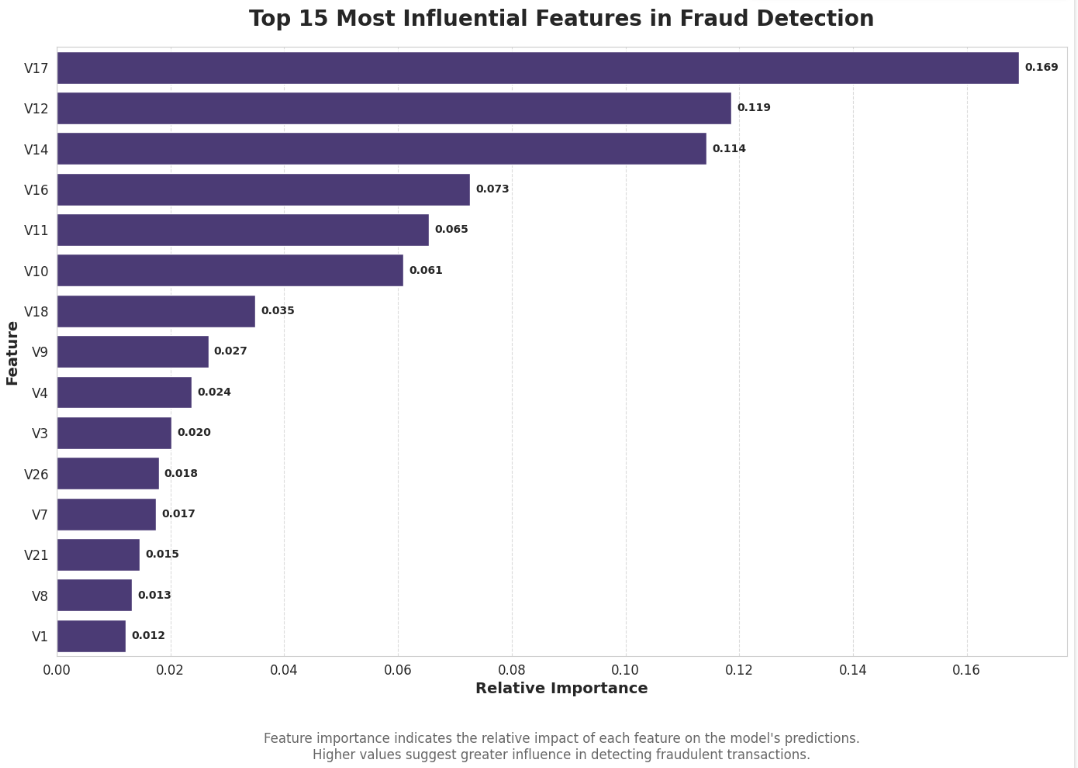 Top 15 Most Influential Features in Fraud Detection
V17 0.169
V12 0.119
V14 0.114
V16 0.073
V11 0.065
V10 0.061
V18 0.035
V9 0.027
V4 0.024
V3 0.020
V26 0.018
V7 0.017
V21 0.015
V8 0.013
V1 0.012
Feature
0.00 0.02 0.04 0.06 0.08 0.10 0.12 0.14 0.16
Relative Importance
Feature importance indicates the relative impact of each feature on the model's predictions.
Higher values suggest greater influence in detecting fraudulent transactions.